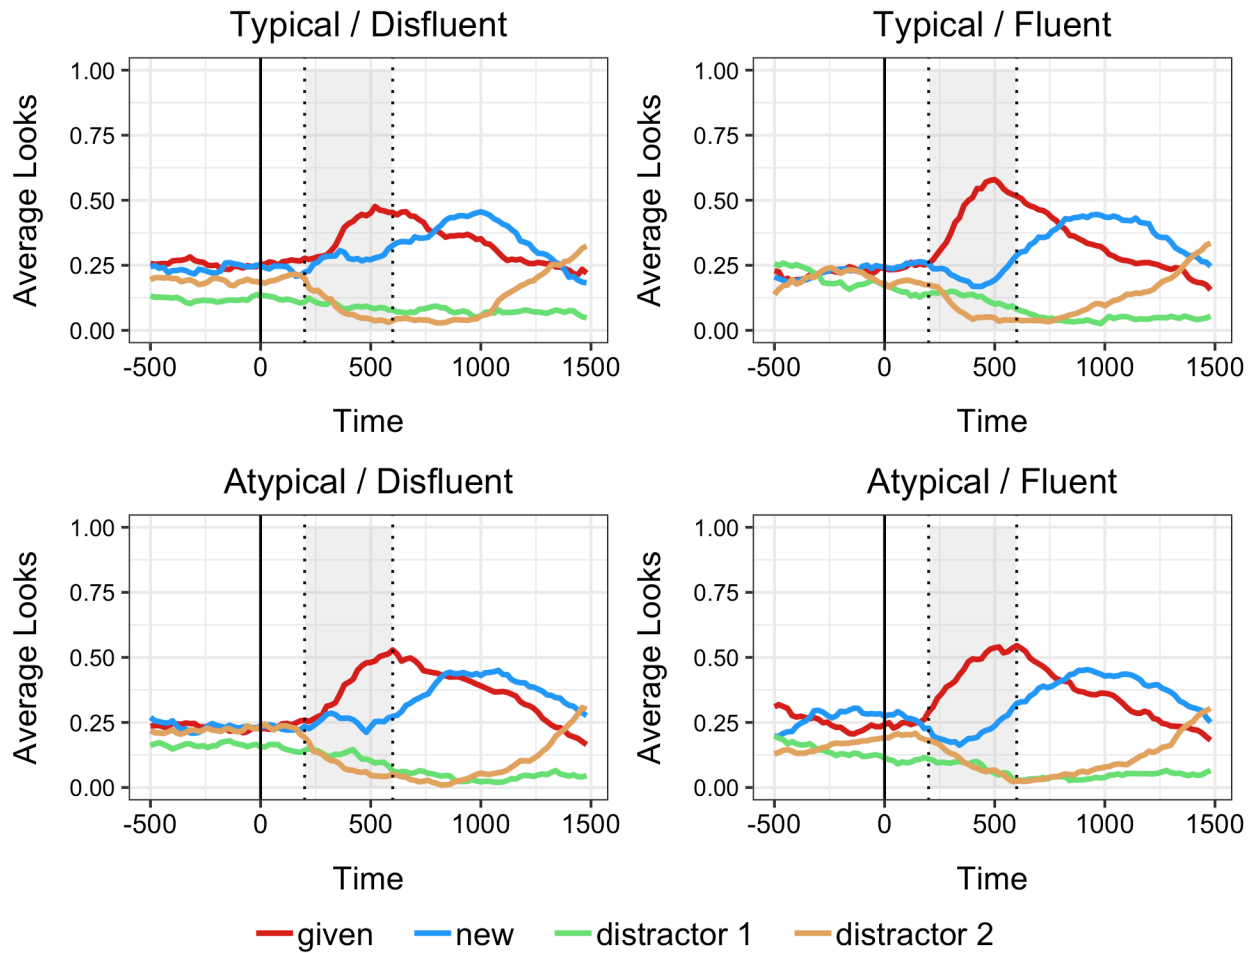 Typical / Disfluent
Average Looks
1.00
0.75
0.50
0.25
0.00
-500 0 500 1000 1500
Time
Typical / Fluent
Average Looks
1.00
0.75
0.50
0.25
0.00
-500 0 500 1000 1500
Time
Atypical / Disfluent
Average Looks
1.00
0.75
0.50
0.25
0.00
-500 0 500 1000 1500
Time
Atypical / Fluent
Average Looks
1.00
0.75
0.50
0.25
0.00
-500 0 500 1000 1500
Time
given new distractor 1 distractor 2